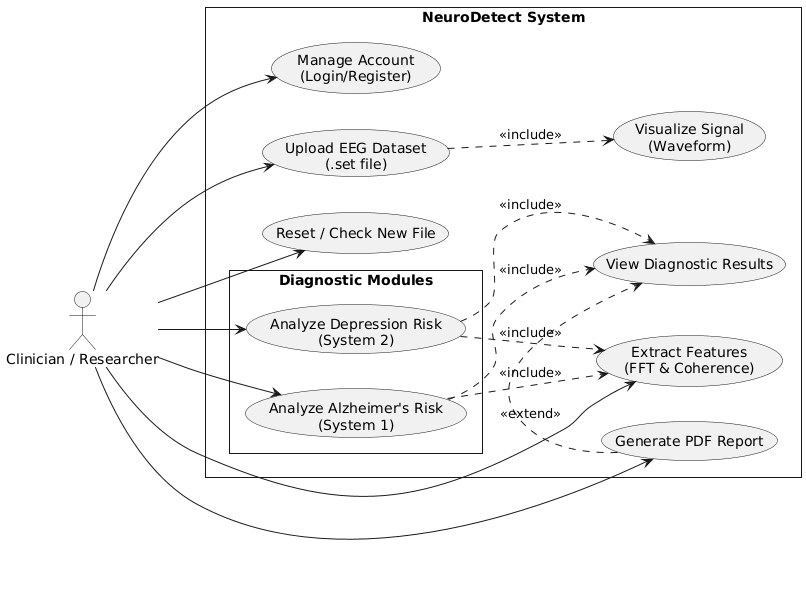 NeuroDetect System
Manage Account
(Login/Register)
Upload EEG Dataset
(.set file)
«include»
Visualize Signal
(Waveform)
Reset / Check New File
«include»
View Diagnostic Results
Diagnostic Modules
«include»
Analyze Depression Risk
(System 2)
«include»
Extract Features
(FFT & Coherence)
Clinician / Researcher
«include»
Analyze Alzheimer's Risk
(System 1)
«extend»
Generate PDF Report